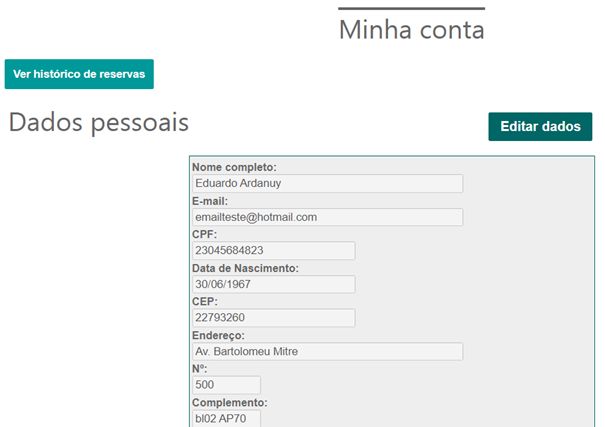 Minha conta
Ver histórico de reservas
Dados pessoais
Editar dados
Nome completo:
Eduardo Ardanuy
E-mail:
emailteste@hotmail.com
CPF:
23045684823
Data de Nascimento:
30/06/1967
CEP:
22793260
Endereço:
Av. Bartolomeu Mitre
Nº:
500
Complemento:
bl02 AP70